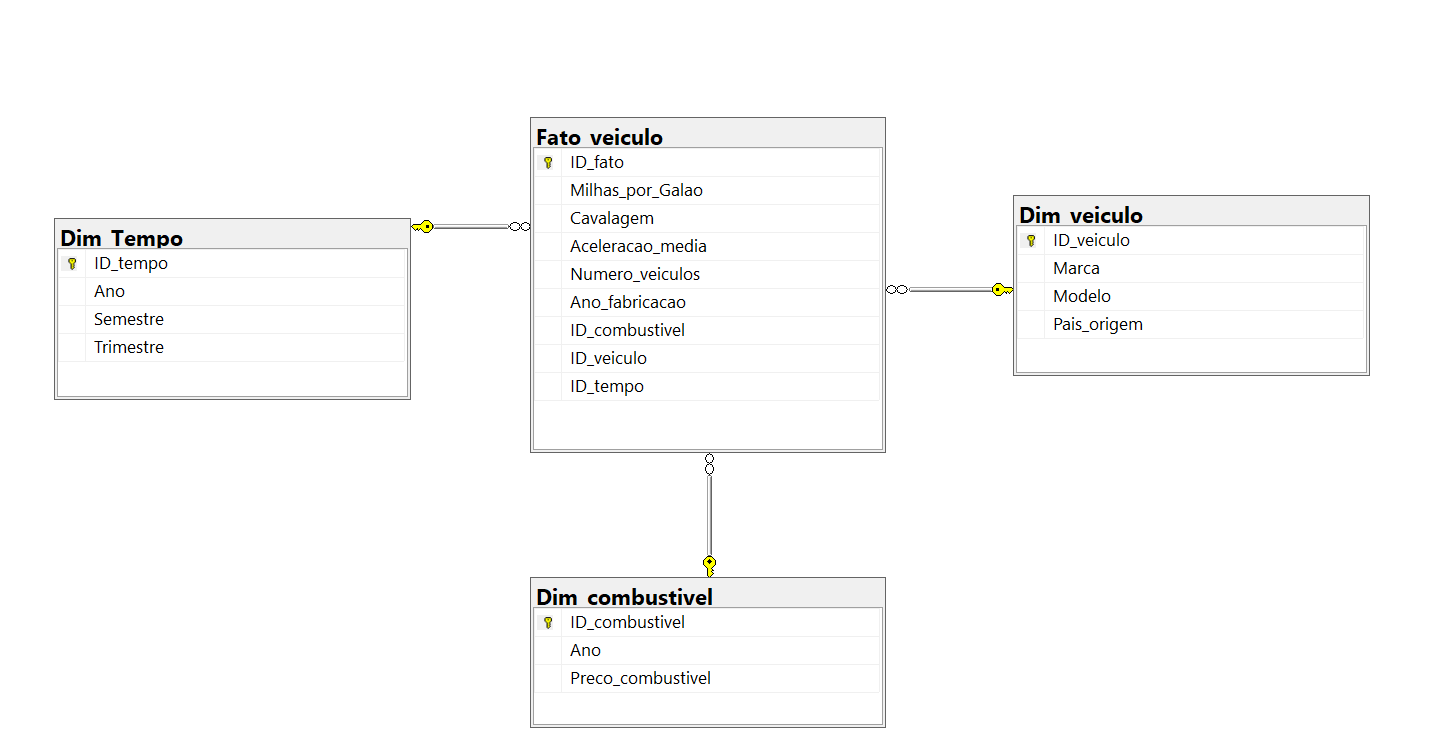 Dim_Tempo
ID_tempo
Ano
Semestre
Trimestre
Fato_veiculo
ID_fato
Milhas_por_Galao
Cavalagem
Aceleracao_media
Numero_veiculos
Ano_fabricacao
ID_combustivel
ID_veiculo
ID_tempo
Dim_veiculo
ID_veiculo
Marca
Modelo
Pais_origem
Dim_combustivel
ID_combustivel
Ano
Preco_combustivel